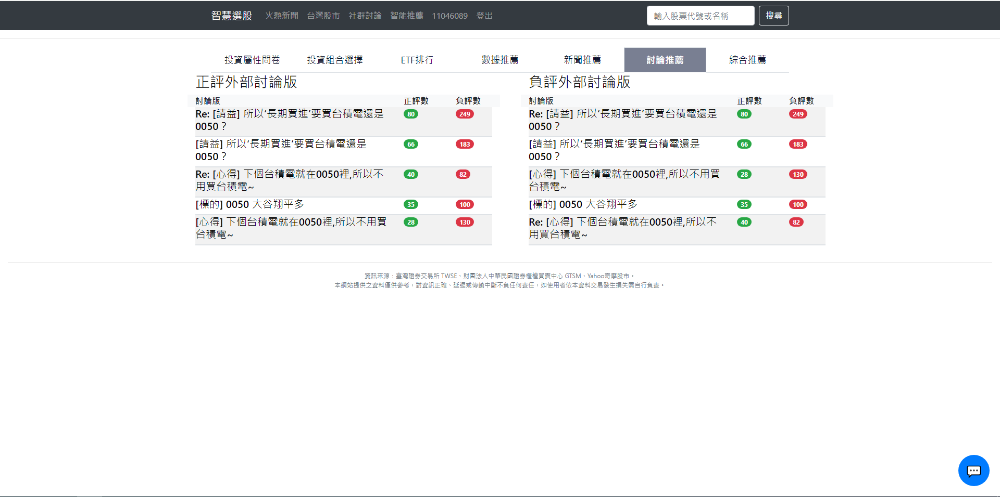 智慧選股 火熱新聞 台灣股市 社群討論 智能推薦 11046089 登出 輸入股票代號或名稱 搜尋
投資屬性問卷 投資組合選擇 ETF排行 數據推薦 新聞推薦 討論推薦 綜合推薦
正評外部討論版
討論版 正評數 負評數
Re: [請益] 所以‘長期買進’要買台積電還是 80 249
0050？
[請益] 所以‘長期買進’要買台積電還是 66 183
0050？
Re: [心得] 下個台積電就在0050裡,所以不 40 82
用買台積電~
[標的] 0050 大谷翔平多 35 100
[心得] 下個台積電就在0050裡,所以不用買 28 130
台積電~
負評外部討論版
討論版 正評數 負評數
Re: [請益] 所以‘長期買進’要買台積電還是 80 249
0050？
[請益] 所以‘長期買進’要買台積電還是 66 183
0050？
[心得] 下個台積電就在0050裡,所以不用買 28 130
台積電~
[標的] 0050 大谷翔平多 35 100
Re: [心得] 下個台積電就在0050裡,所以不 40 82
用買台積電~
資訊來源：臺灣證券交易所 TWSE、財團法人中華民國證券櫃檯買賣中心 GTSM、Yahoo奇摩股市。
本網站提供之資料僅供參考，對資訊正確、延遲或傳輸中斷不負任何責任，如使用者依本資料交易發生損失需自行負責。